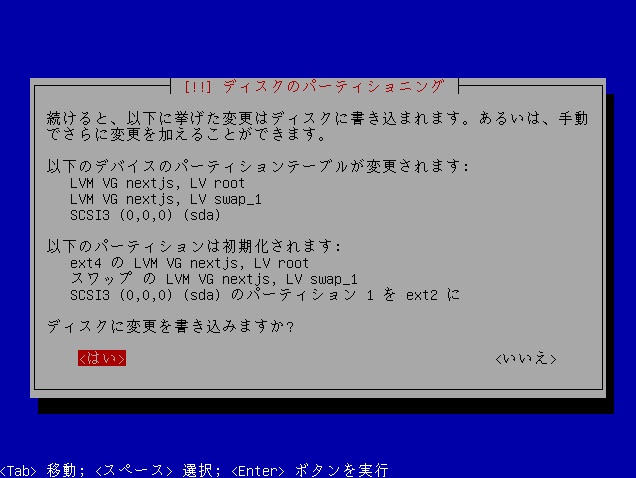 [!!] ディスクのパーティショニング
続けると、以下に挙げた変更はディスクに書き込まれます。あるいは、手動
でさらに変更を加えることができます。
以下のデバイスのパーティションテーブルが変更されます:
LVM VG nextjs, LV root
LVM VG nextjs, LV swap_1
SCSI3 (0,0,0) (sda)
以下のパーティションは初期化されます:
ext4 の LVM VG nextjs, LV root
スワップ の LVM VG nextjs, LV swap_1
SCSI3 (0,0,0) (sda) のパーティション 1 を ext2 に
ディスクに変更を書き込みますか?
<はい> <いいえ>
<Tab> 移動; <スペース> 選択; <Enter> ボタンを実行